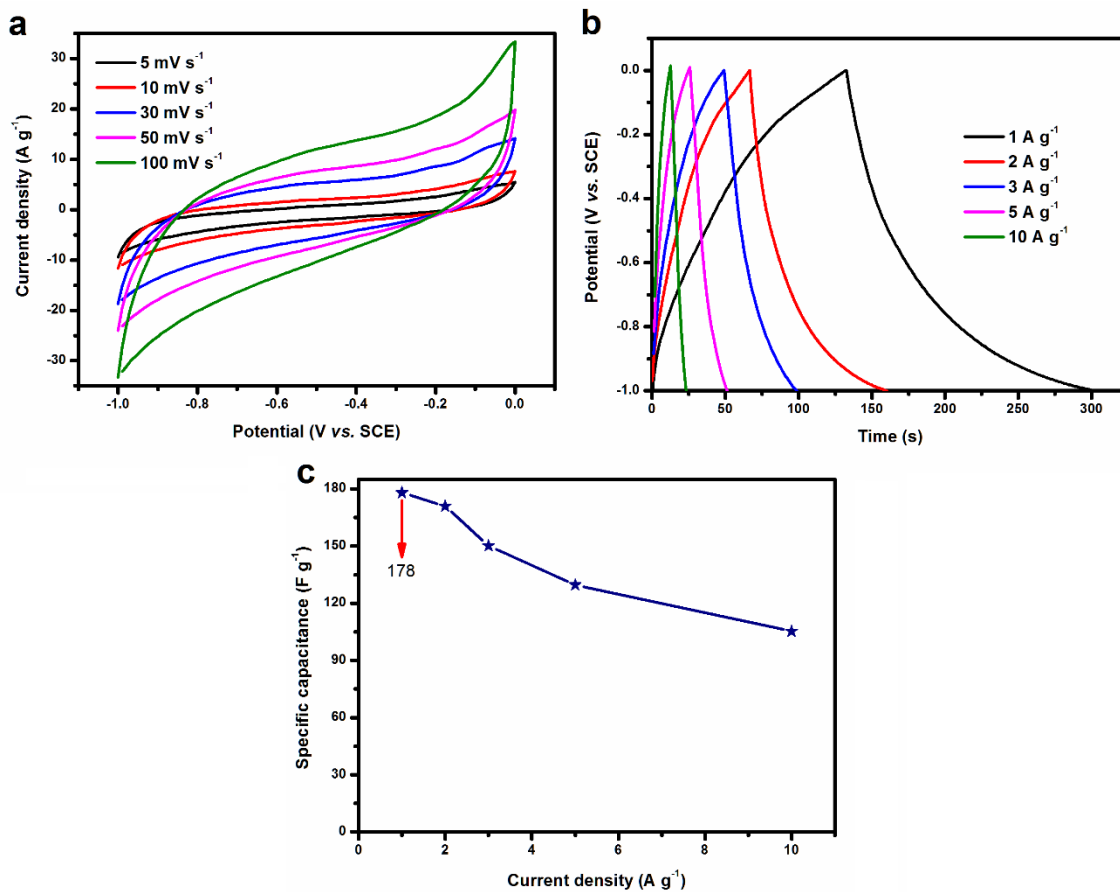 a
Current density (A g⁻¹)
30
20
10
0
-10
-20
-30
5 mV s⁻¹
10 mV s⁻¹
30 mV s⁻¹
50 mV s⁻¹
100 mV s⁻¹
-1.0
-0.8
-0.6
-0.4
-0.2
0.0
Potential (V vs. SCE)
b
Potential (V vs. SCE)
0.0
-0.2
-0.4
-0.6
-0.8
-1.0
1 A g⁻¹
2 A g⁻¹
3 A g⁻¹
5 A g⁻¹
10 A g⁻¹
0
50
100
150
200
250
300
Time (s)
c
Specific capacitance (F g⁻¹)
180
150
120
90
60
30
0
178
0
2
4
6
8
10
Current density (A g⁻¹)